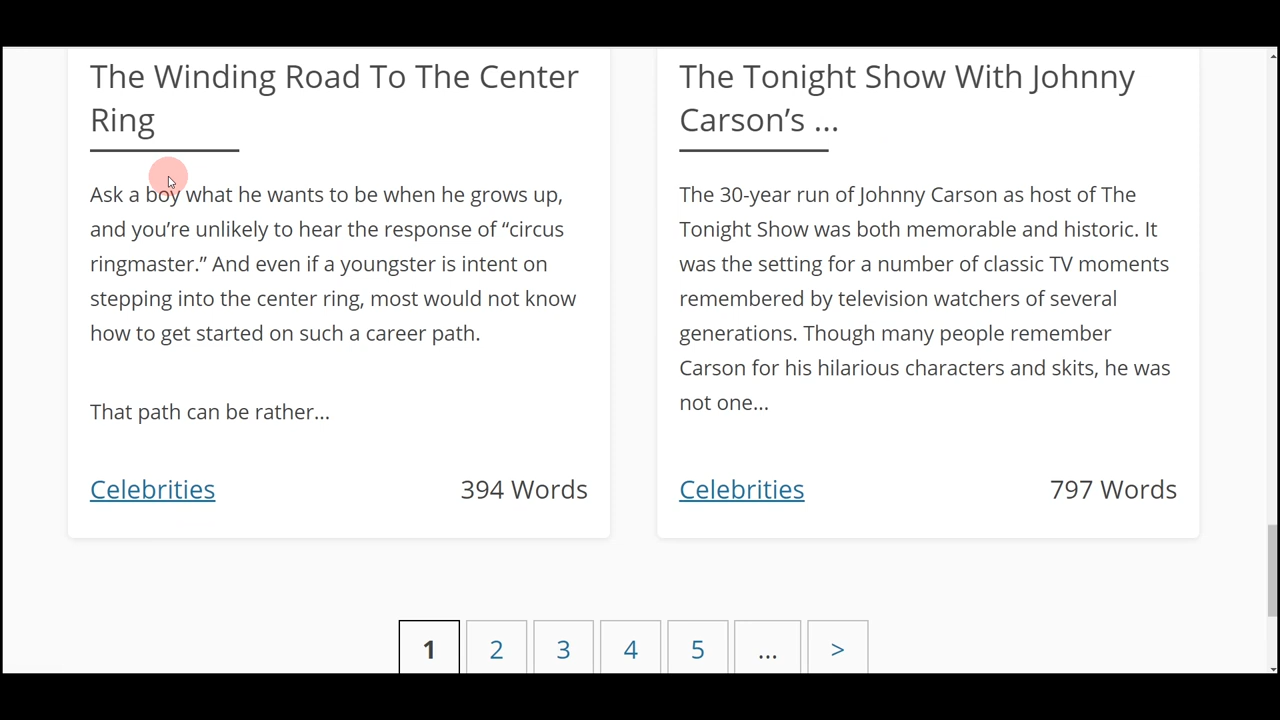 The Winding Road To The Center
Ring
Ask a boy what he wants to be when he grows up,
and you’re unlikely to hear the response of “circus
ringmaster.” And even if a youngster is intent on
stepping into the center ring, most would not know
how to get started on such a career path.
That path can be rather...
Celebrities
394 Words
The Tonight Show With Johnny
Carson’s ...
The 30-year run of Johnny Carson as host of The
Tonight Show was both memorable and historic. It
was the setting for a number of classic TV moments
remembered by television watchers of several
generations. Though many people remember
Carson for his hilarious characters and skits, he was
not one...
Celebrities
797 Words
1 2 3 4 5 ... >